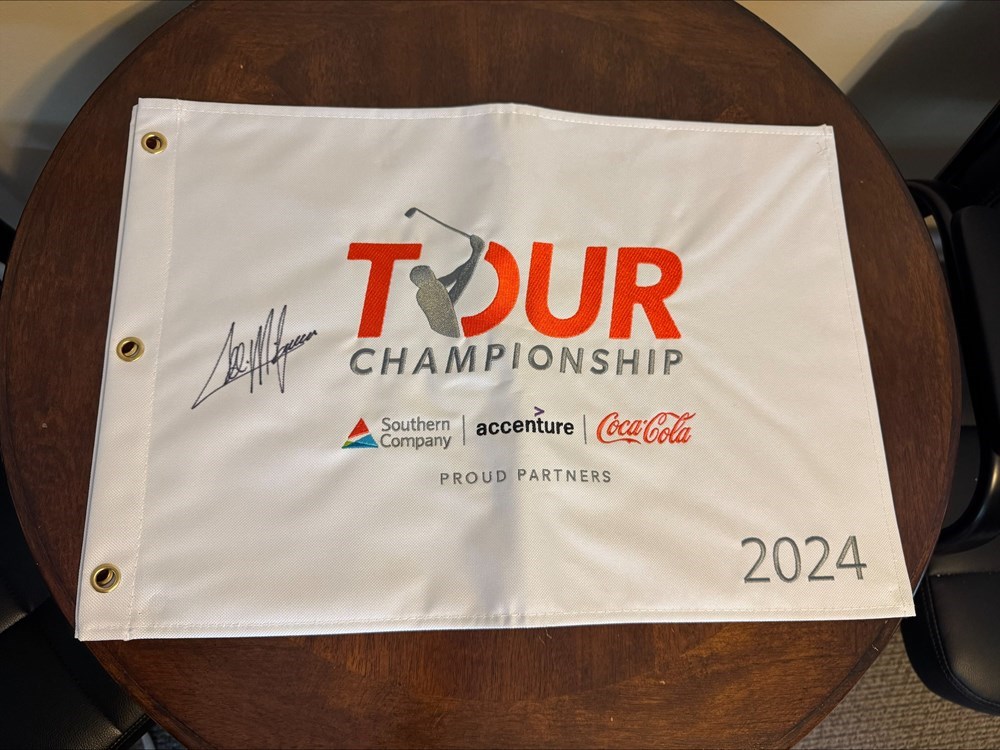 TOUR
CHAMPIONSHIP
Southern Company | accenture | Coca-Cola
PROUD PARTNERS
2024